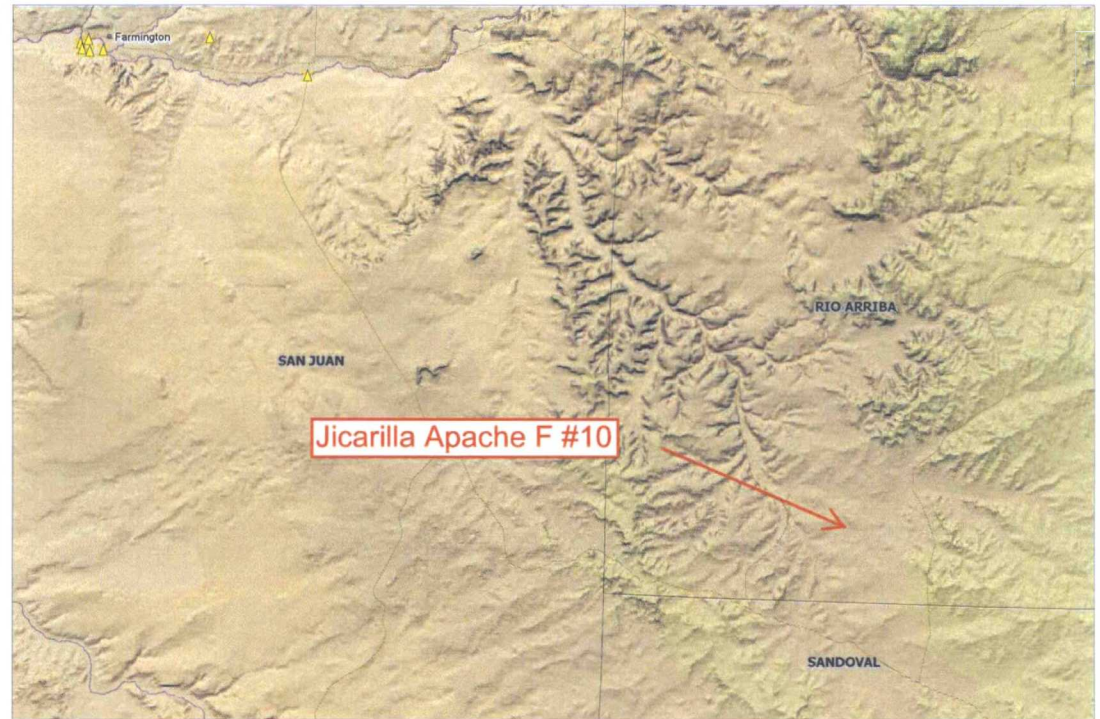 Farmington
RIO ARRIBA
SAN JUAN
Jicarilla Apache F #10
SANDOVAL